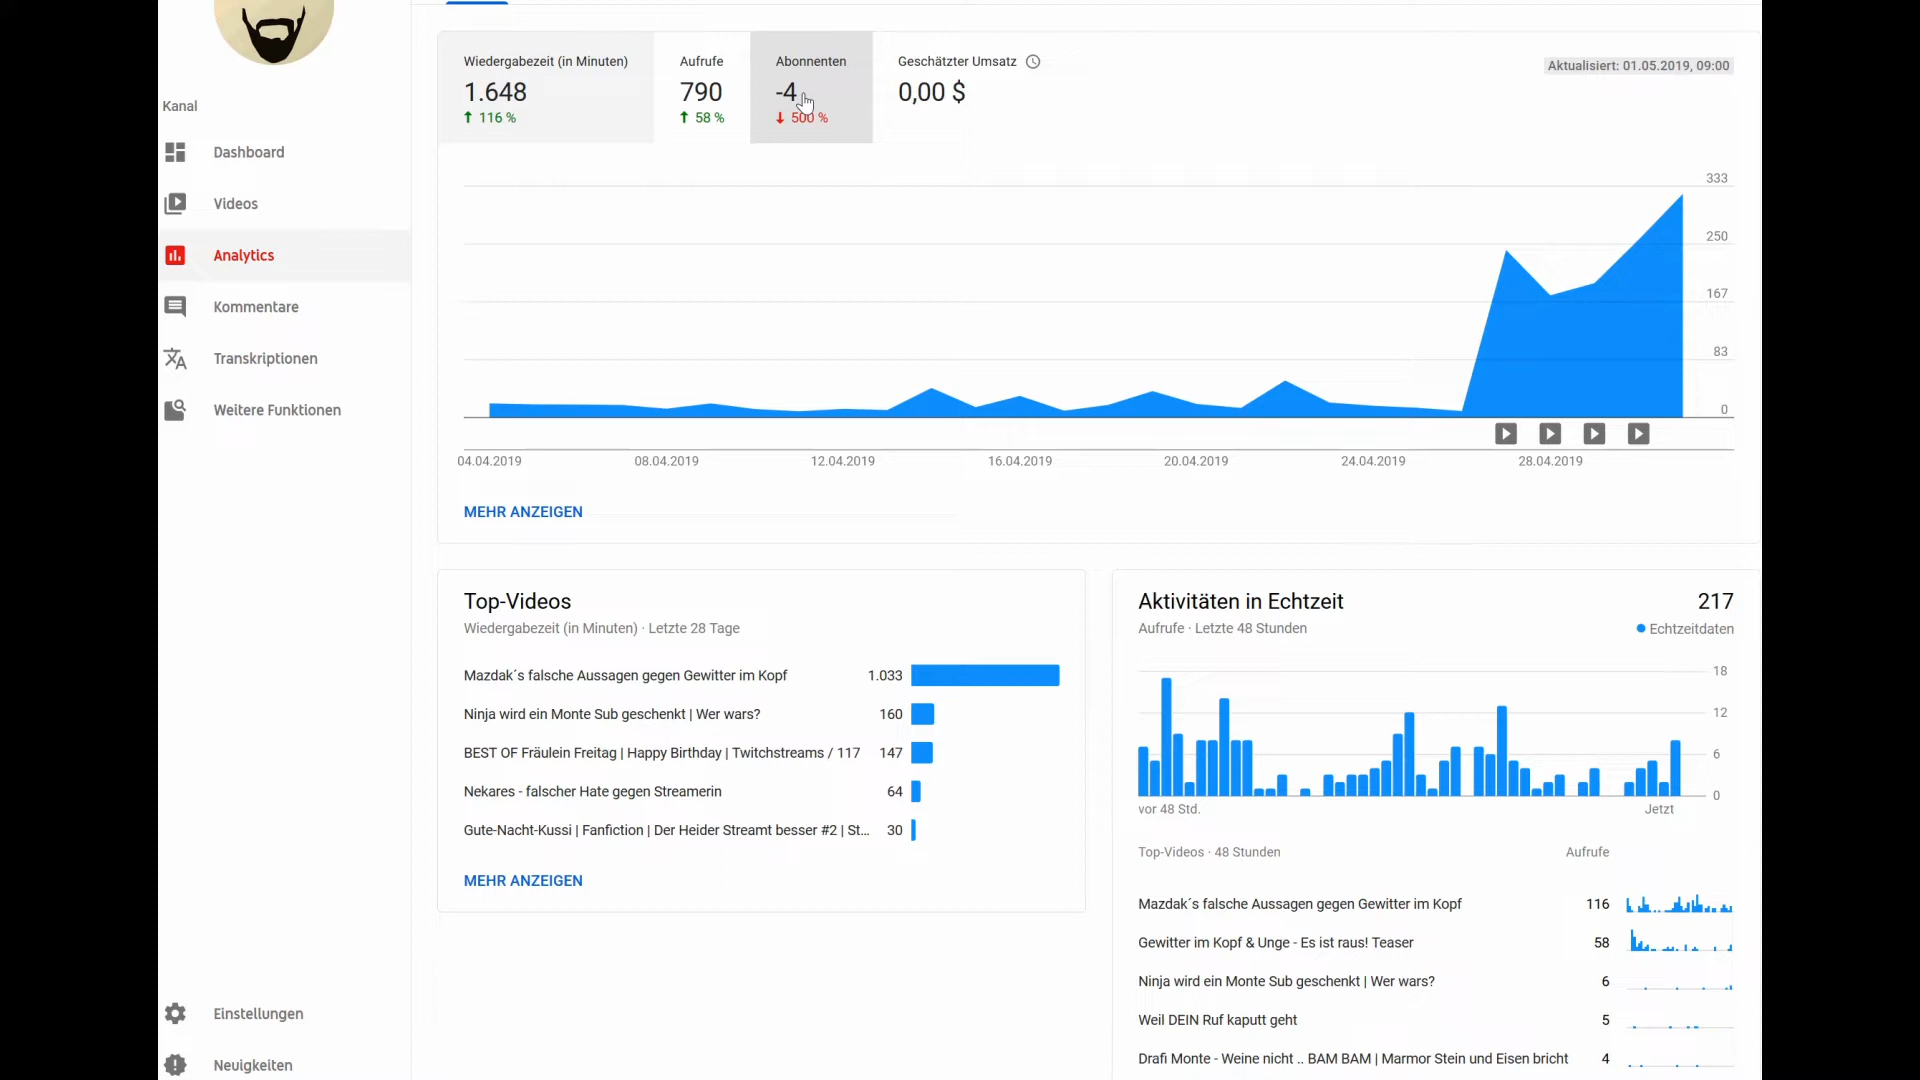 Kanal
Dashboard
Videos
Analytics
Kommentare
Transkriptionen
Weitere Funktionen
Einstellungen
Neuigkeiten
Wiedergabezeit (in Minuten)
1.648
116 %
Aufrufe
790
58 %
Abonnenten
-4
500 %
Geschätzter Umsatz
0,00 $
Aktualisiert: 01.05.2019, 09:00
333
250
167
83
0
04.04.2019 08.04.2019 12.04.2019 16.04.2019 20.04.2019 24.04.2019 28.04.2019
MEHR ANZEIGEN
Top-Videos
Wiedergabezeit (in Minuten) · Letzte 28 Tage
Mazdak´s falsche Aussagen gegen Gewitter im Kopf 1.033
Ninja wird ein Monte Sub geschenkt | Wer wars? 160
BEST OF Fräulein Freitag | Happy Birthday | Twitchstreams / 117 147
Nekares - falscher Hate gegen Streamerin 64
Gute-Nacht-Kussi | Fanfiction | Der Heider Streamt besser #2 | St... 30
MEHR ANZEIGEN
Aktivitäten in Echtzeit 217
Aufrufe · Letzte 48 Stunden Echtzeitdaten
18
12
6
0
vor 48 Std. Jetzt
Top-Videos · 48 Stunden Aufrufe
Mazdak´s falsche Aussagen gegen Gewitter im Kopf 116
Gewitter im Kopf & Unge - Es ist raus! Teaser 58
Ninja wird ein Monte Sub geschenkt | Wer wars? 6
Weil DEIN Ruf kaputt geht 5
Drafi Monte - Weine nicht .. BAM BAM | Marmor Stein und Eisen bricht 4